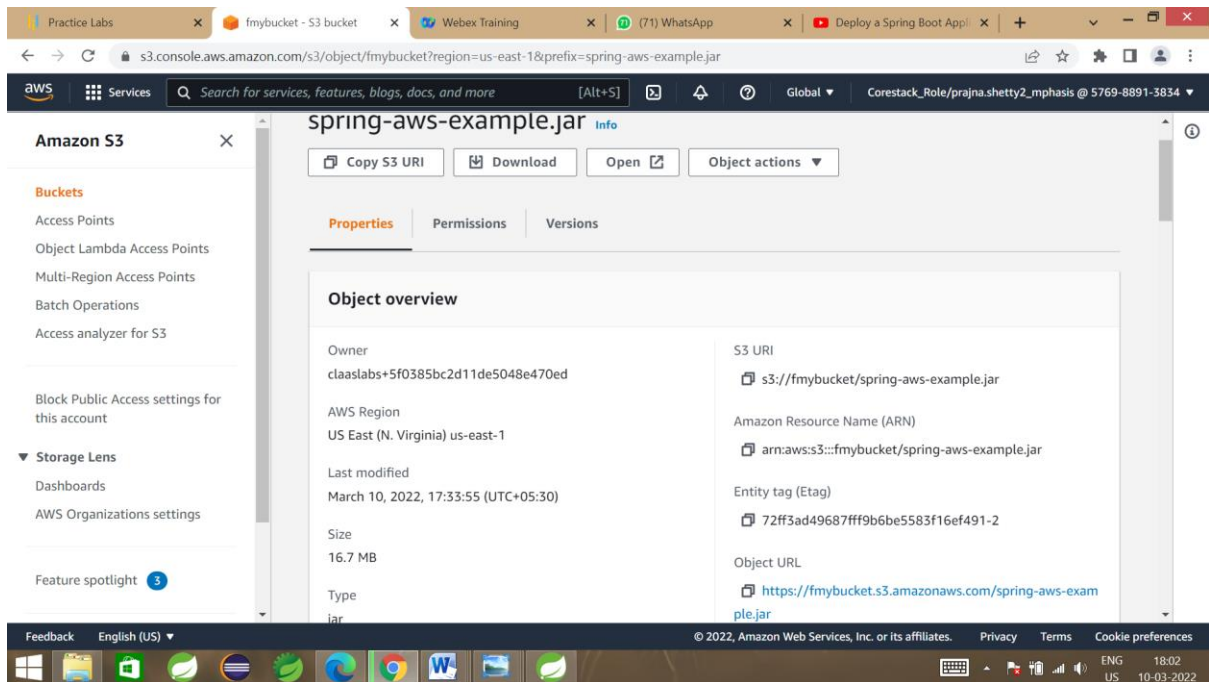 Practice Labs
fmybucket - S3 bucket
Webex Training
(71) WhatsApp
Deploy a Spring Boot Appli
s3.console.aws.amazon.com/s3/object/fmybucket?region=us-east-1&prefix=spring-aws-example.jar
aws
Services
Search for services, features, blogs, docs, and more
[Alt+S]
Global
Corestack_Role/prajna.shetty2_mphasis @ 5769-8891-3834
Amazon S3
Buckets
Access Points
Object Lambda Access Points
Multi-Region Access Points
Batch Operations
Access analyzer for S3
Block Public Access settings for
this account
Storage Lens
Dashboards
AWS Organizations settings
Feature spotlight 3
spring-aws-example.jar Info
Copy S3 URI
Download
Open
Object actions
Properties
Permissions
Versions
Object overview
Owner
claaslabs+5f0385bc2d11de5048e470ed
AWS Region
US East (N. Virginia) us-east-1
Last modified
March 10, 2022, 17:33:55 (UTC+05:30)
Size
16.7 MB
Type
jar
S3 URI
s3://fmybucket/spring-aws-example.jar
Amazon Resource Name (ARN)
arn:aws:s3:::fmybucket/spring-aws-example.jar
Entity tag (Etag)
72ff3ad49687fff9b6be5583f16ef491-2
Object URL
https://fmybucket.s3.amazonaws.com/spring-aws-exam
ple.jar
Feedback
English (US)
© 2022, Amazon Web Services, Inc. or its affiliates.
Privacy
Terms
Cookie preferences
ENG
US
18:02
10-03-2022